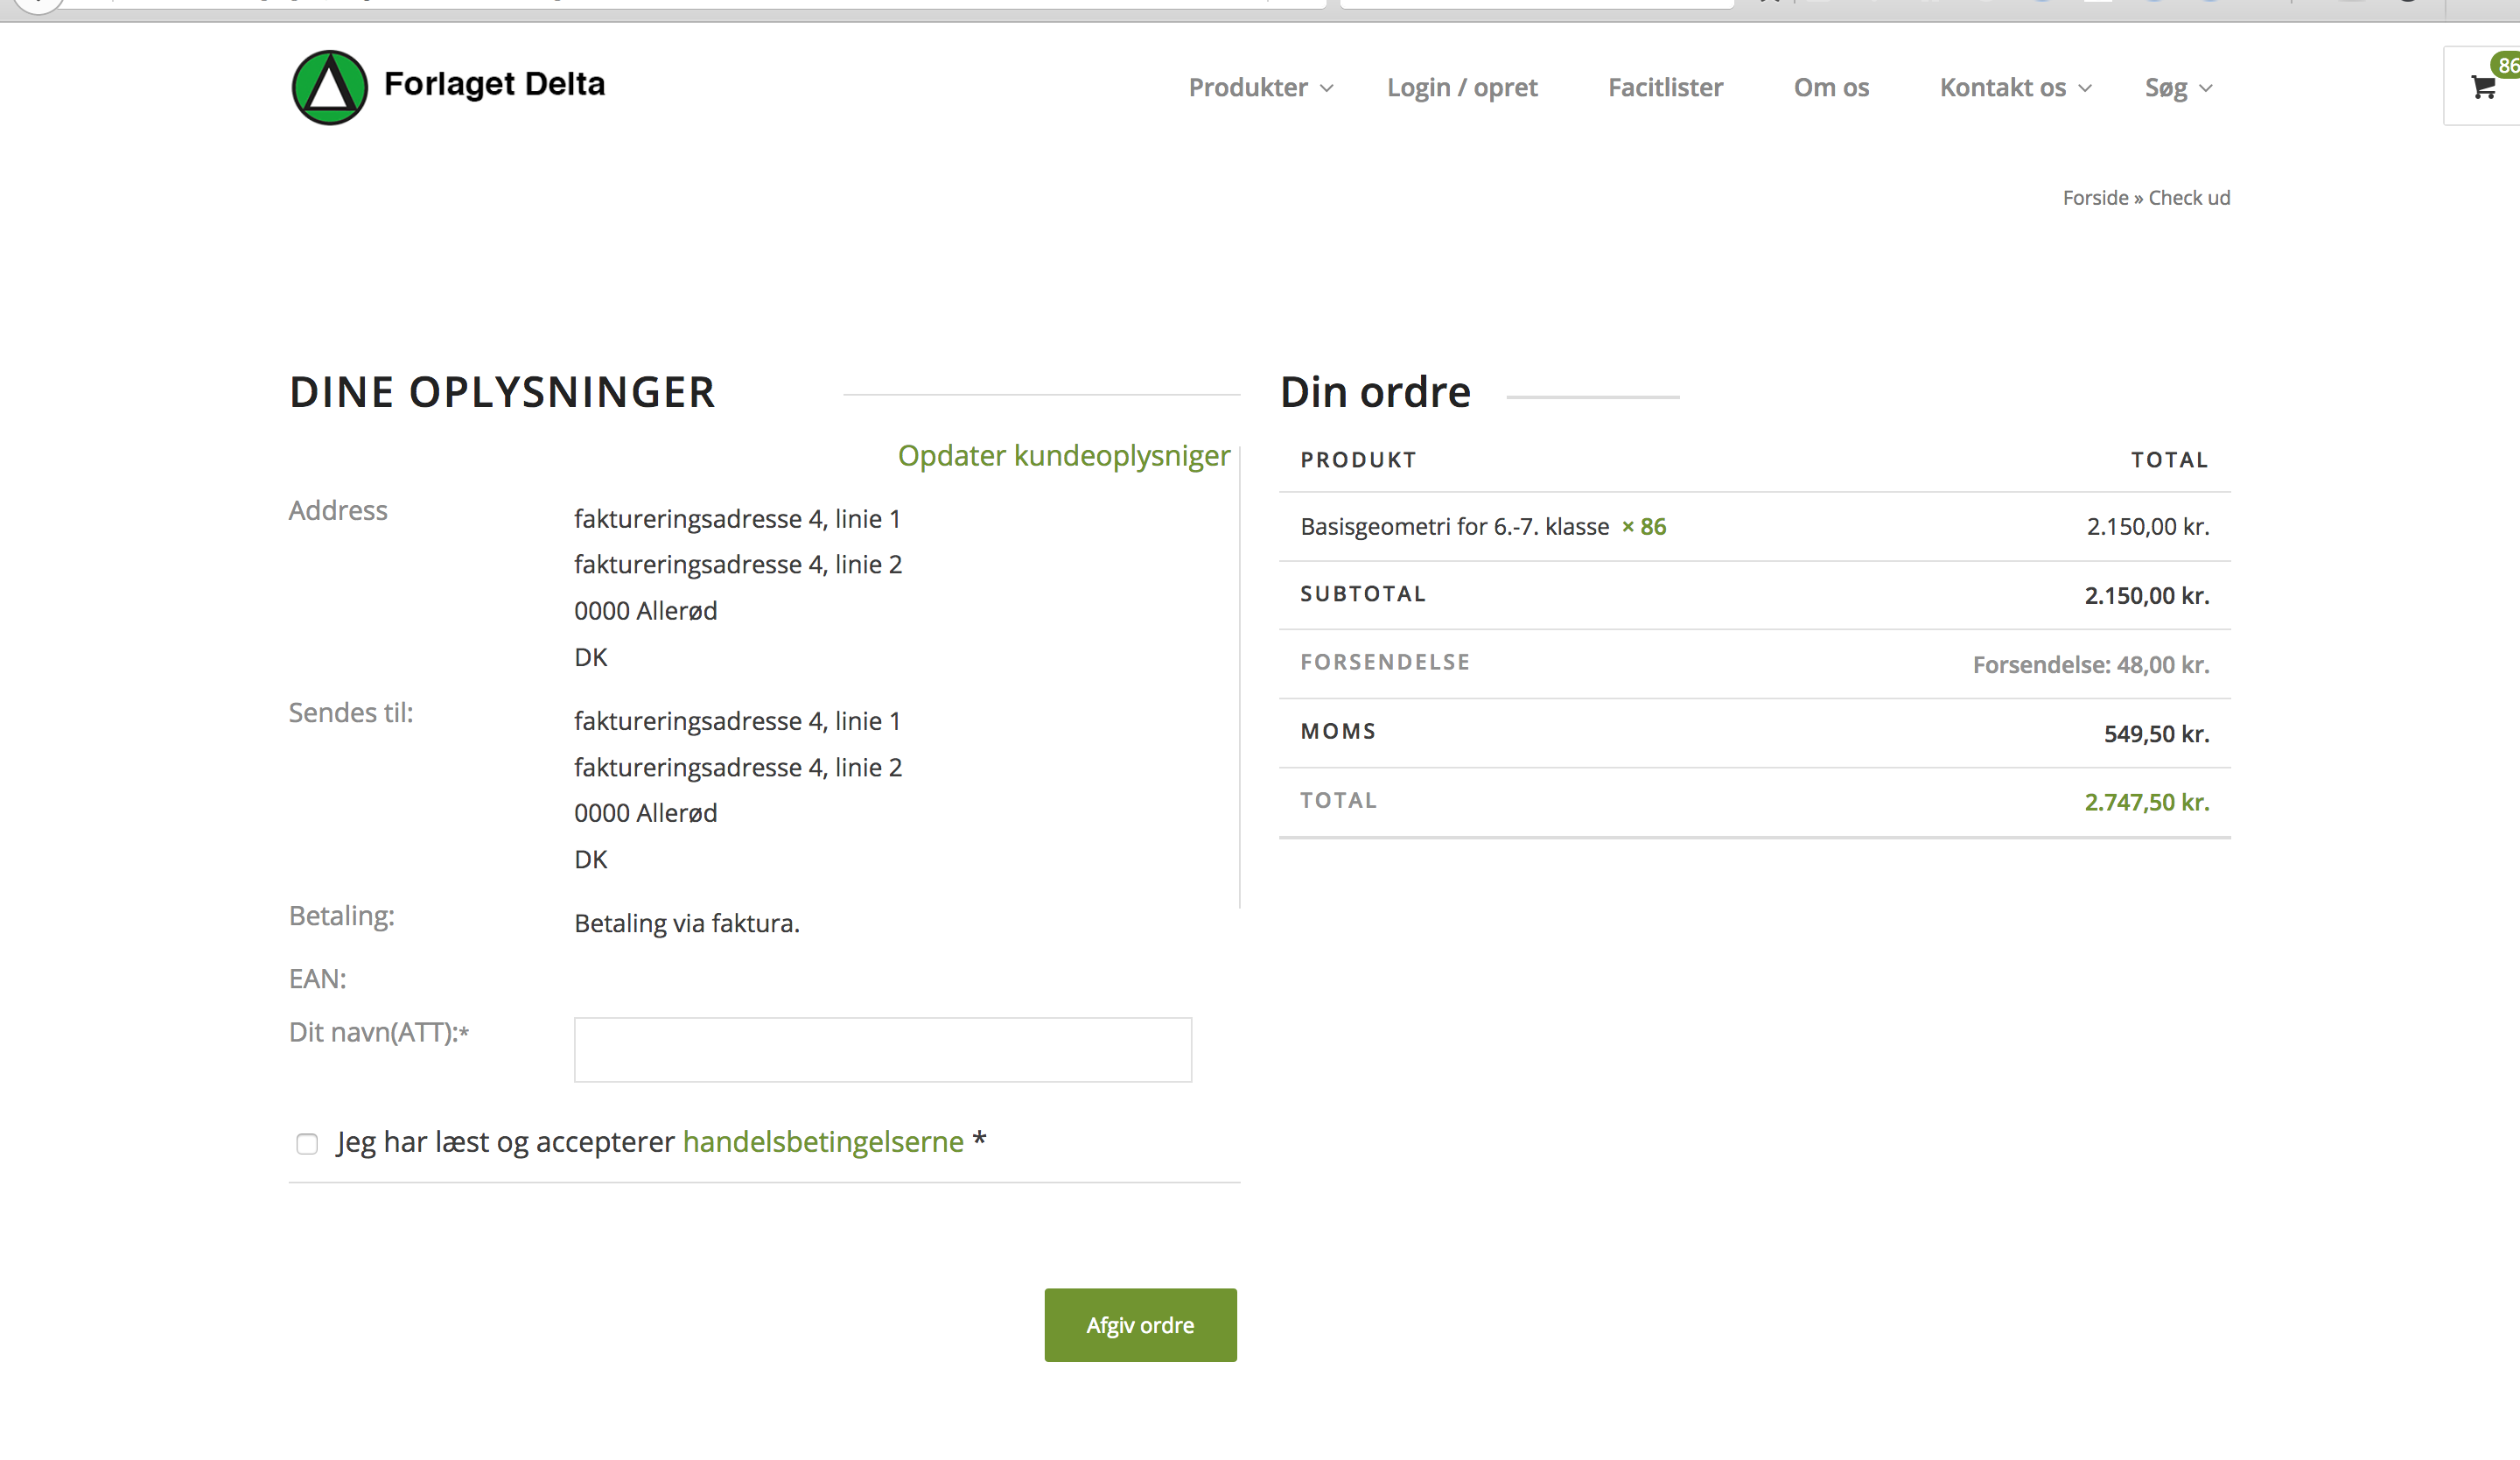 Forlaget Delta
Produkter Login / opret Facitlister Om os Kontakt os Søg
86
Forside » Check ud
DINE OPLYSNINGER
Opdater kundeoplysniger
Address
faktureringsadresse 4, linie 1
faktureringsadresse 4, linie 2
0000 Allerød
DK
Sendes til:
faktureringsadresse 4, linie 1
faktureringsadresse 4, linie 2
0000 Allerød
DK
Betaling:
Betaling via faktura.
EAN:
Dit navn(ATT):*
Jeg har læst og accepterer handelsbetingelserne *
Afgiv ordre
Din ordre
PRODUKT TOTAL
Basisgeometri for 6.-7. klasse × 86 2.150,00 kr.
SUBTOTAL 2.150,00 kr.
FORSENDELSE Forsendelse: 48,00 kr.
MOMS 549,50 kr.
TOTAL 2.747,50 kr.